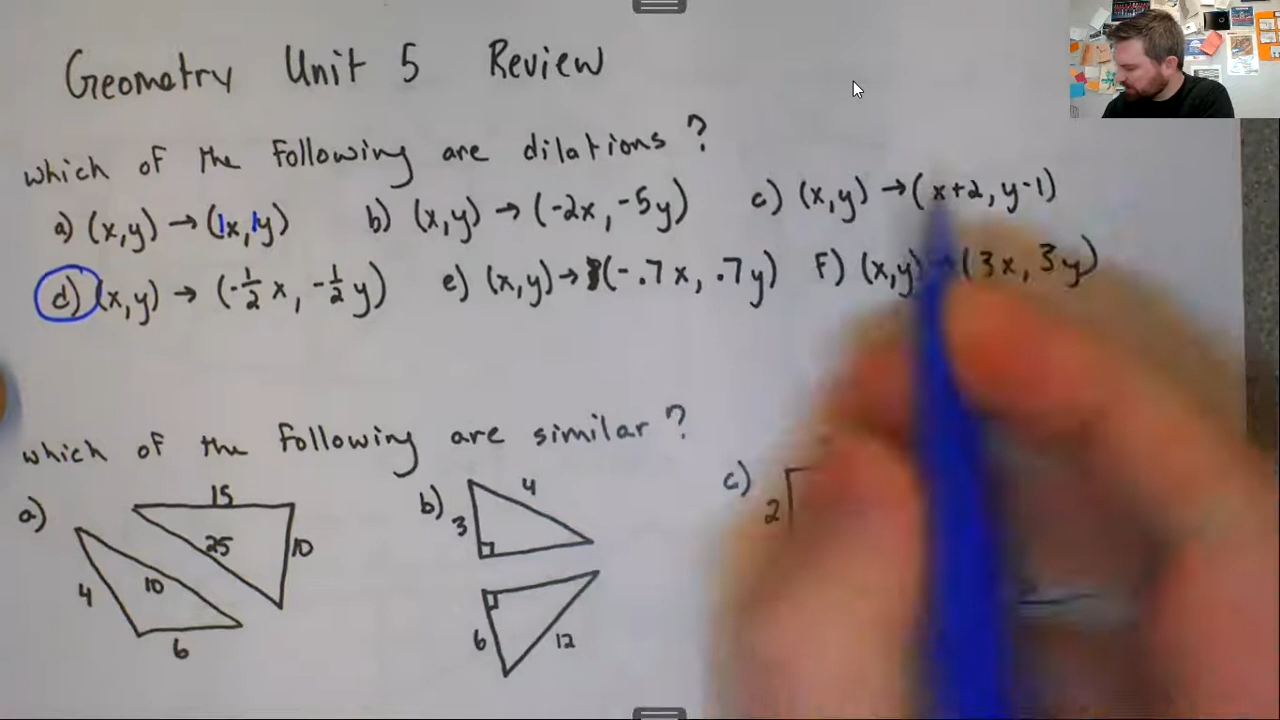 Geometry Unit 5 Review
which of the following are dilations?
a) (x,y) → (1x,1y) b) (x,y) → (-2x, -5y) c) (x,y) → (x+2, y-1)
d) (x,y) → (-1/2 x, -1/2 y) e) (x,y) → (-.7x, .7y) F) (x,y) → (3x, 3y)
which of the following are similar?
a) 15 25 10 4 10 6
b) 3 4 6 12
c) 2